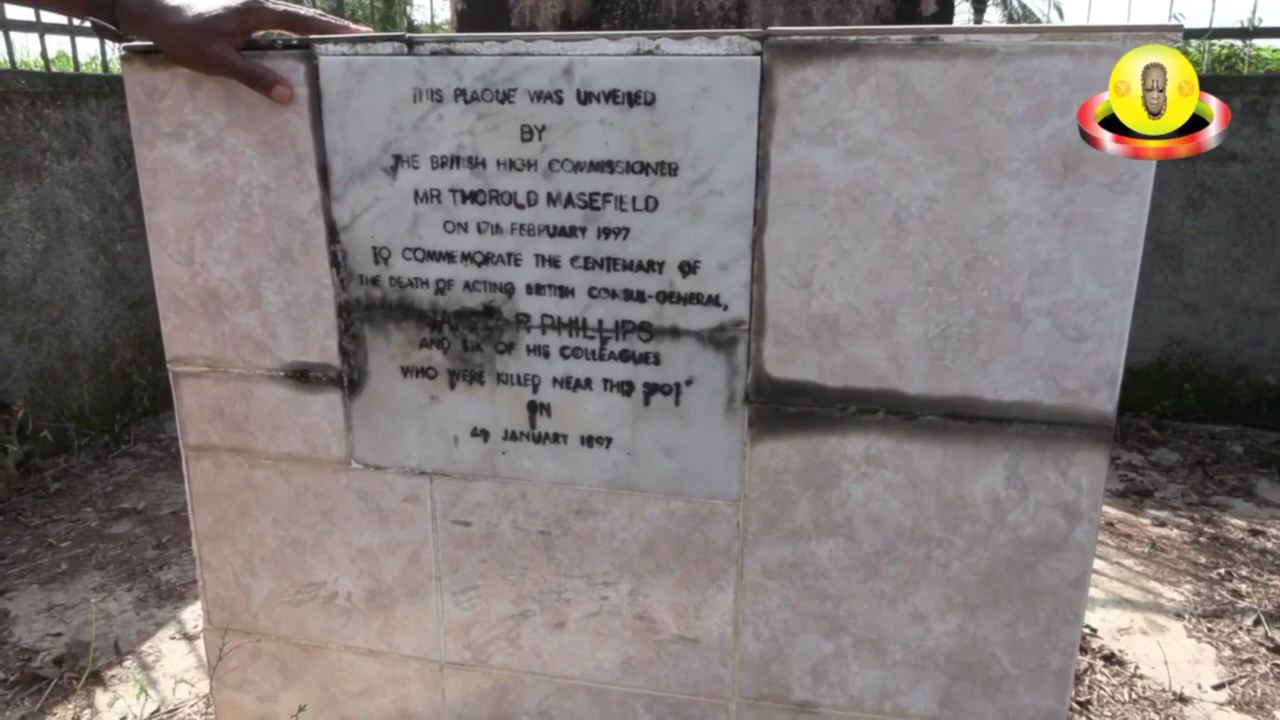 THIS PLAQUE WAS UNVEILED
BY
THE BRITISH HIGH COMMISSIONER
MR THOROLD MASEFIELD
ON 17th FEBRUARY 1997
TO COMMEMORATE THE CENTENARY OF
THE DEATH OF ACTING BRITISH CONSUL-GENERAL,
R PHILLIPS
AND SIX OF HIS COLLEAGUES
WHO WERE KILLED NEAR THIS SPOT
ON
JANUARY 1897